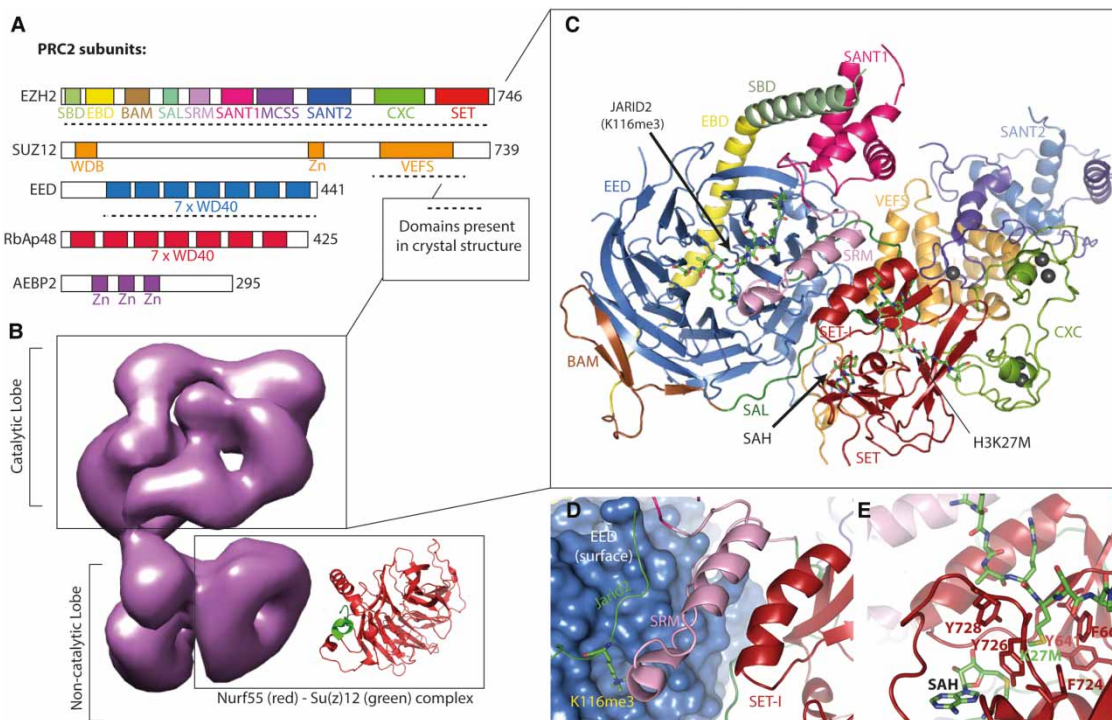 A
PRC2 subunits:
EZH2
746
SBD EBD BAM SAL SRM SANT1 MCSS SANT2 CXC SET
SUZ12
739
WDB Zn VEFS
EED
441
7 x WD40
RbAp48
425
7 x WD40
AEBP2
295
Zn Zn Zn
Domains present
in crystal structure
B
Catalytic Lobe
Non-catalytic Lobe
Nurf55 (red) - Su(z)12 (green) complex
C
SANT1
SBD
JARID2
(K116me3)
EBD
SANT2
EED
VEFS
SRM
SET-I
CXC
BAM
SAL
SAH
H3K27M
SET
D
EED
(surface)
Jarid2
SRM
K116me3
SET-I
E
Y728
Y726
Y641
K27M
F724
SAH